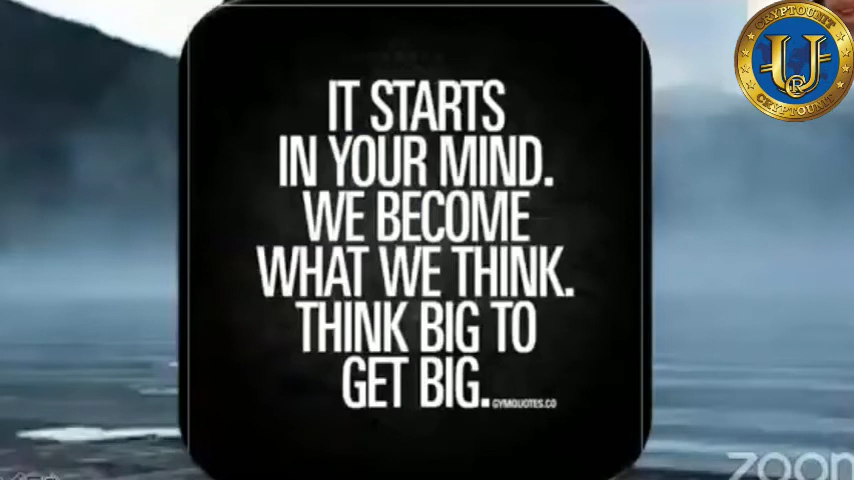 CRYPTOUNIT
U
R
CRYPTOUNIT
IT STARTS
IN YOUR MIND.
WE BECOME
WHAT WE THINK.
THINK BIG TO
GET BIG.
GYMQUOTES.CO
zoom